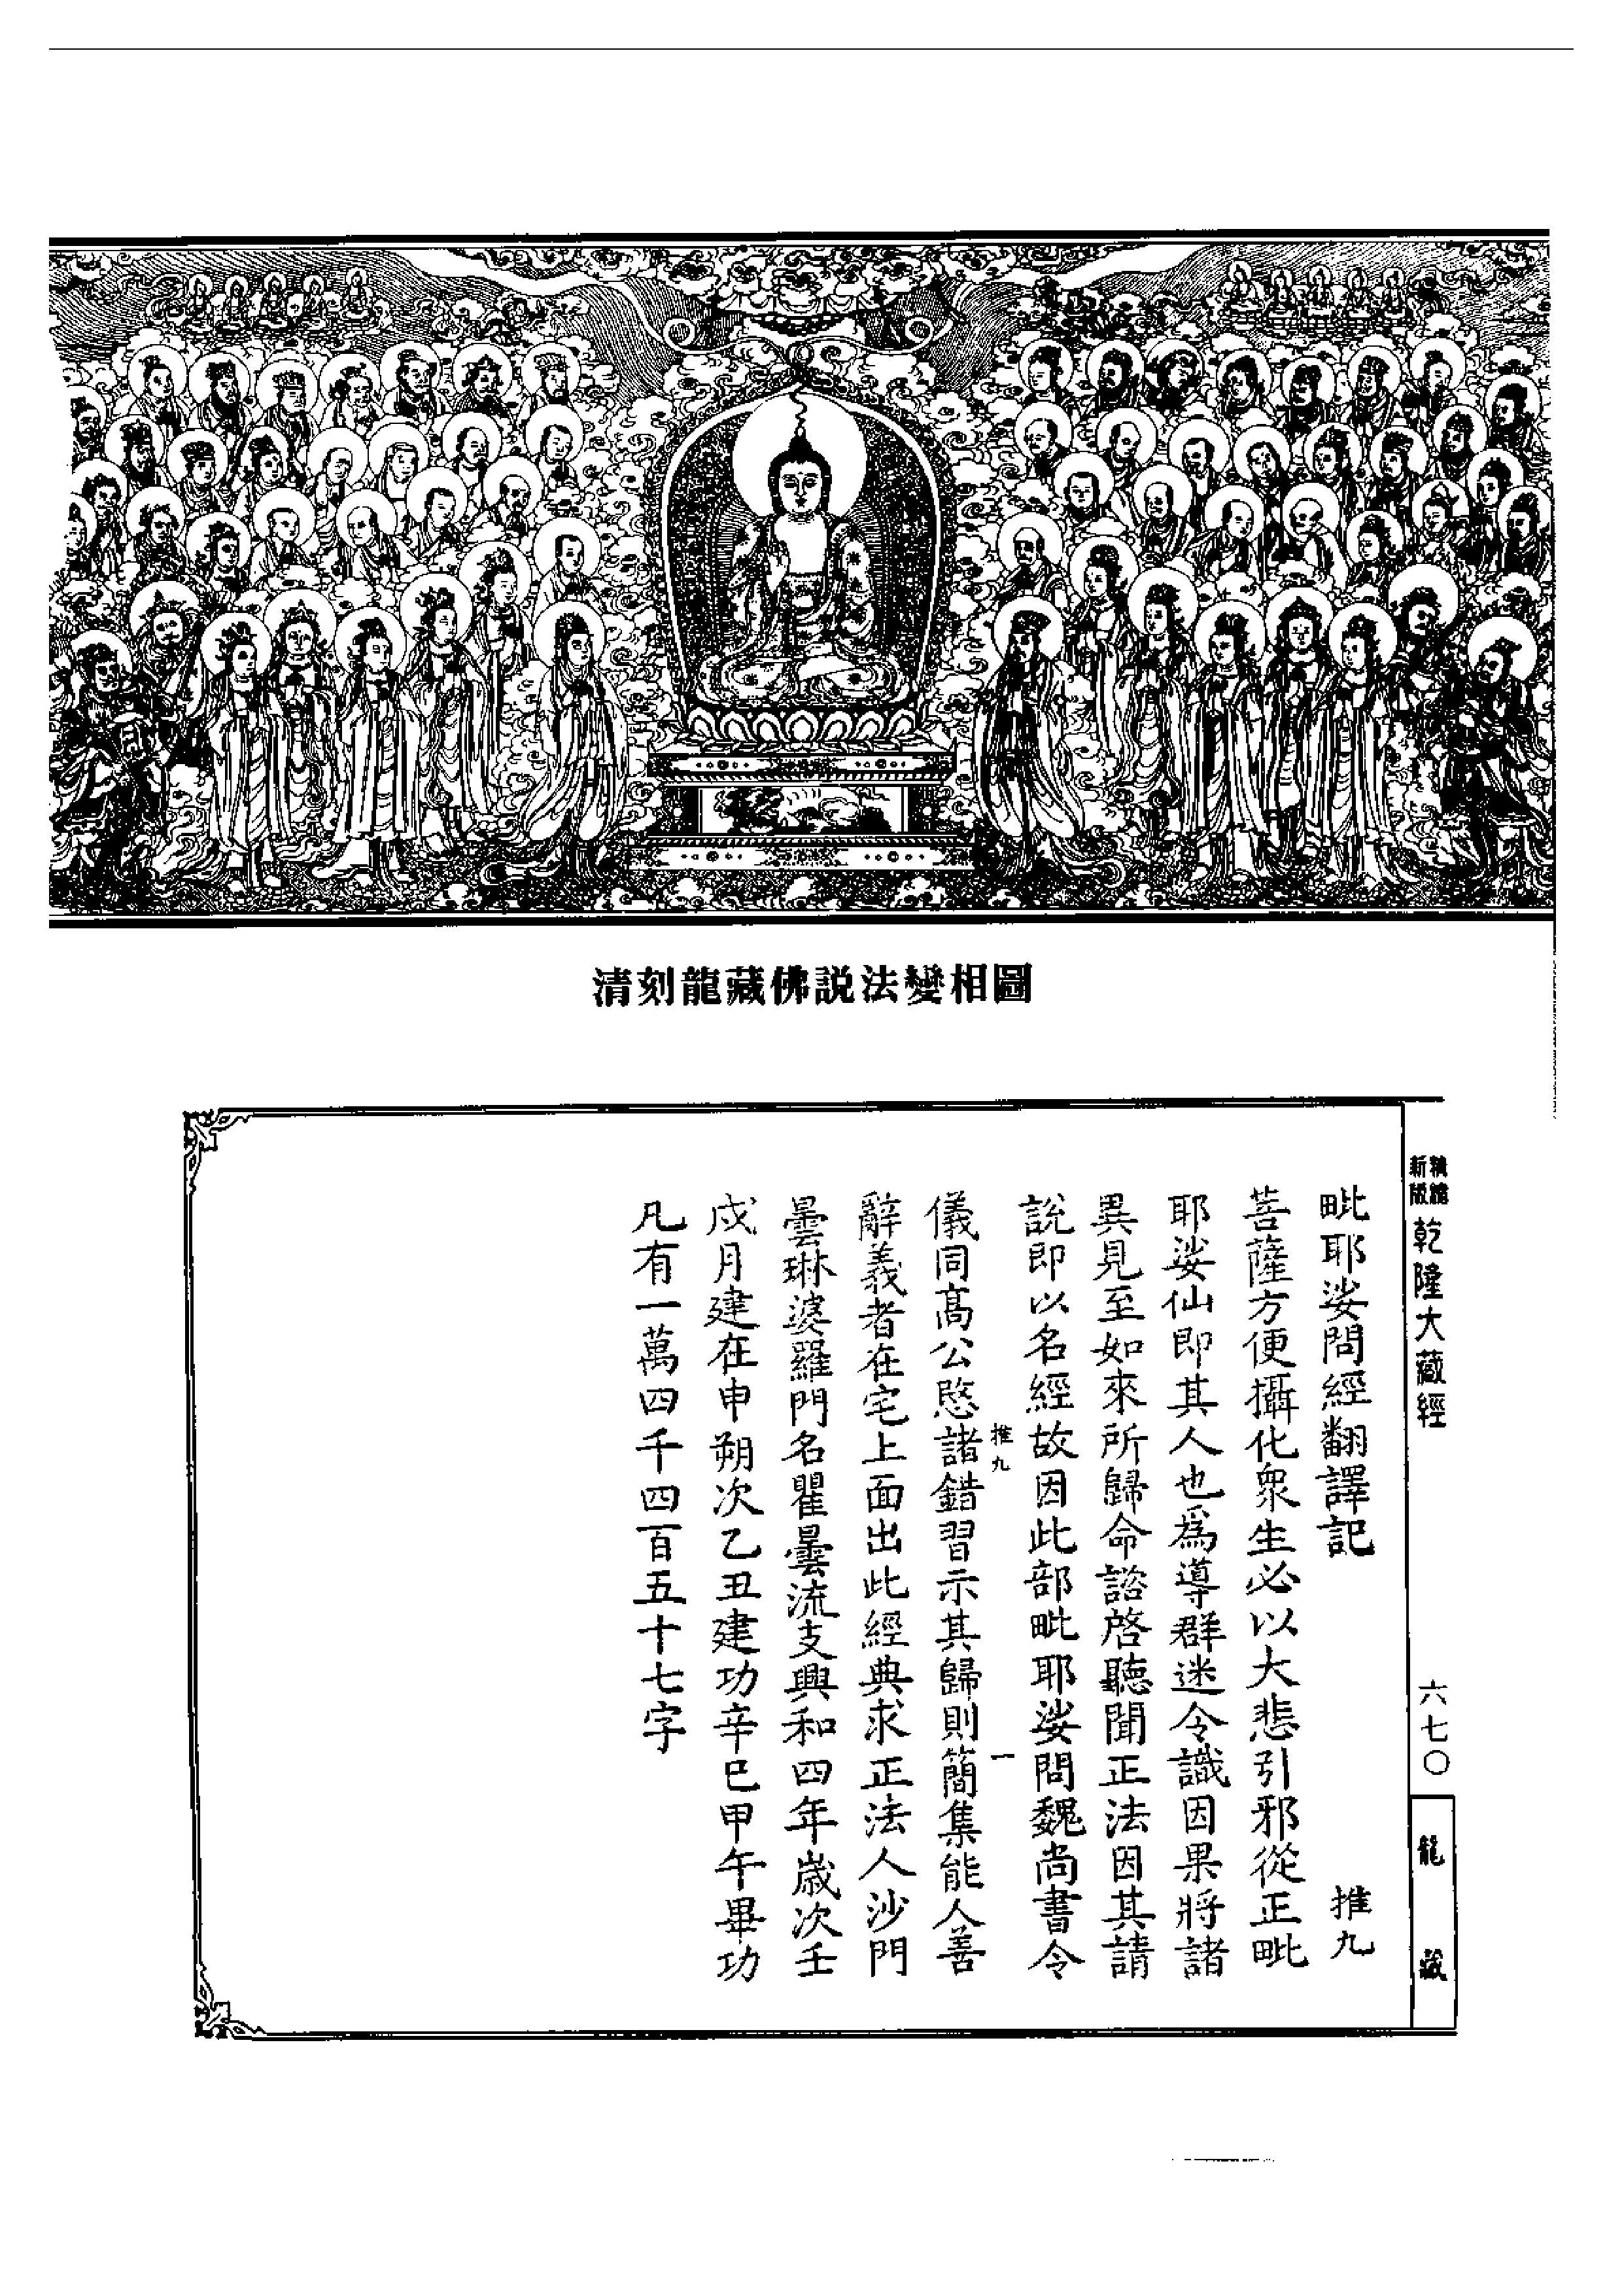 清刻龍藏佛説法變相圖
新版
精縮
乾隆大藏經
六七〇
龍藏
毗耶娑問經翻譯記 推九
菩薩方便攝化衆生必以大悲引邪從正毗
耶娑仙即其人也爲導群迷令識因果將諸
異見至如來所歸命諮啓聽聞正法因其請
說即以名經故因此部毗耶娑問魏尚書令
推九 一
儀同高公愍諸錯習示其歸則簡集能人善
辭義者在宅上面出此經典求正法人沙門
曇琳婆羅門名瞿曇流支興和四年歲次壬
戌月建在申朔次乙丑建功辛巳甲午畢功
凡有一萬四千四百五十七字